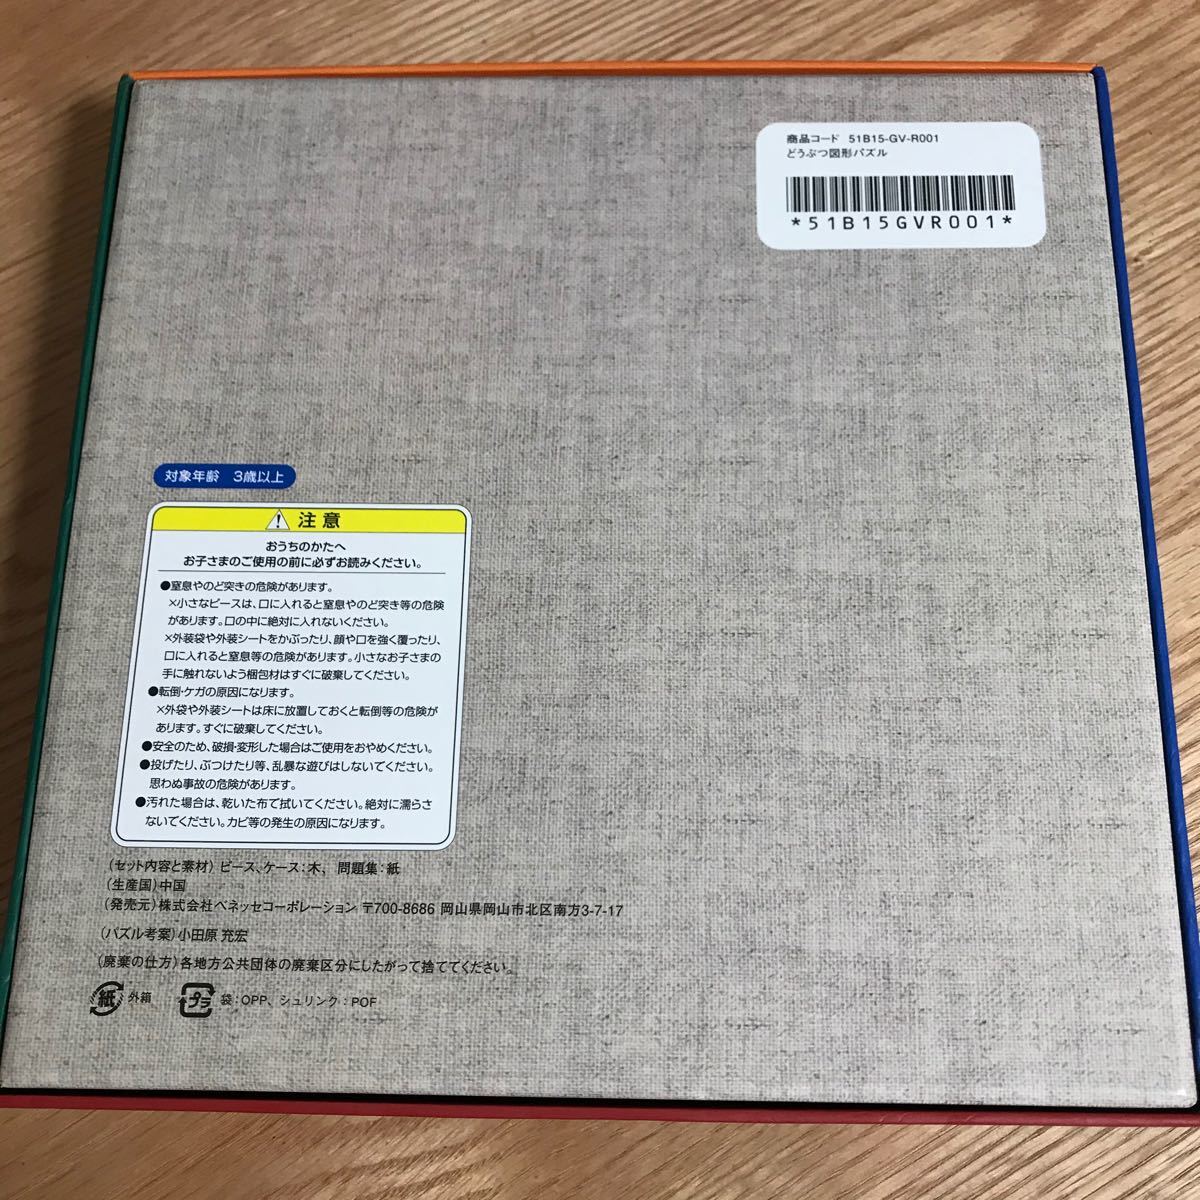 商品コード 51B15-GV-R001
どうぶつ図形パズル
*51B15GVR001*
対象年齢 3歳以上
注意
おうちのかたへ
お子さまのご使用の前に必ずお読みください。
●窒息やのど突きの危険があります。
×小さなピースは、口に入れると窒息やのど突き等の危険
があります。口の中に絶対に入れないください。
×外装袋や外装シートをかぶったり、顔や口を強く覆ったり、
口に入れると窒息等の危険があります。小さなお子さまの
手に触れないよう梱包材はすぐに破棄してください。
●転倒・ケガの原因になります。
×外袋や外装シートは床に放置しておくと転倒等の危険が
あります。すぐに破棄してください。
●安全のため、破損・変形した場合はご使用をおやめください。
●投げたり、ぶつけたり等、乱暴な遊びはしないでください。
思わぬ事故の危険があります。
●汚れた場合は、乾いた布で拭いてください。絶対に濡らさ
ないでください。カビ等の発生の原因になります。
(セット内容と素材) ピース、ケース:木、 問題集:紙
(生産国)中国
(発売元)株式会社ベネッセコーポレーション 〒700-8686 岡山県岡山市北区南方3-7-17
(パズル考案)小田原 充宏
(廃棄の仕方)各地方公共団体の廃棄区分にしたがって捨ててください。
紙 外箱 プラ 袋:OPP、シュリンク:POF